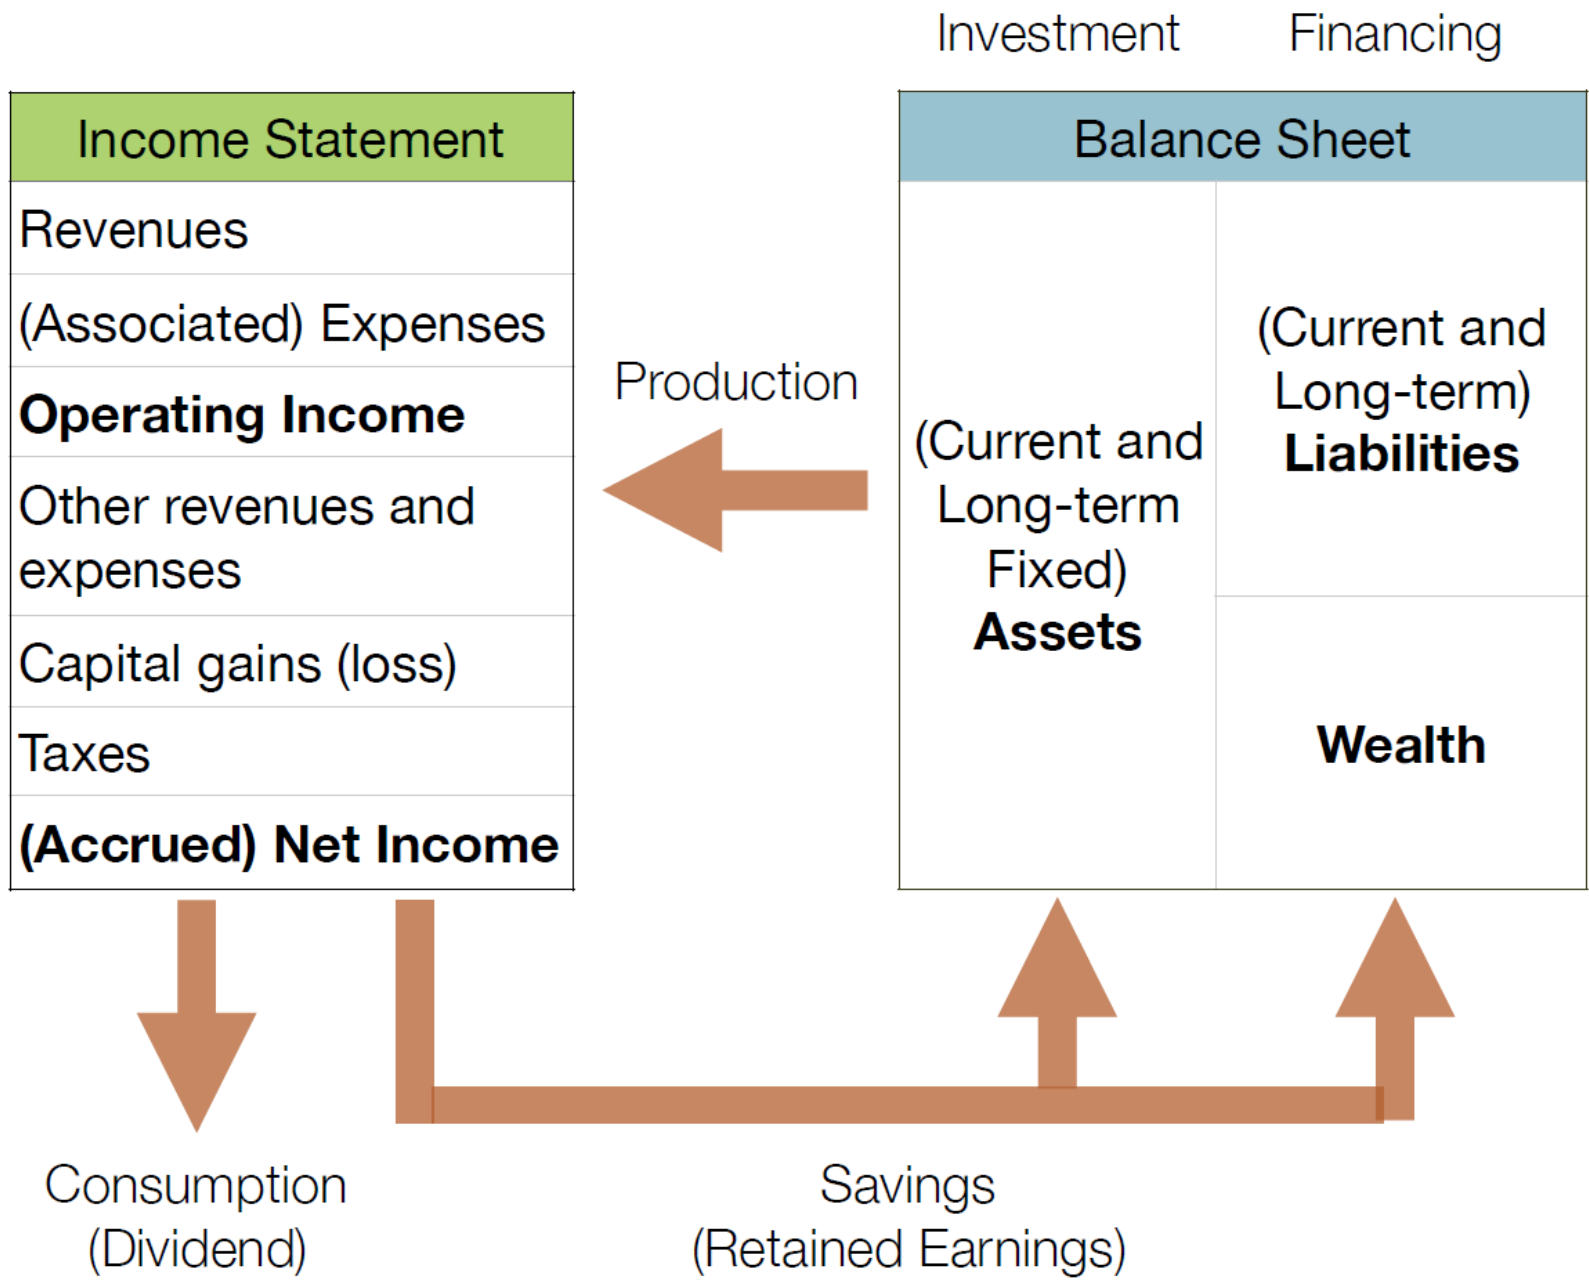 Investment
Financing
Income Statement
Revenues
(Associated) Expenses
Operating Income
Other revenues and
expenses
Capital gains (loss)
Taxes
(Accrued) Net Income
Production
Balance Sheet
(Current and
Long-term
Fixed)
Assets
(Current and
Long-term)
Liabilities
Wealth
Consumption
(Dividend)
Savings
(Retained Earnings)